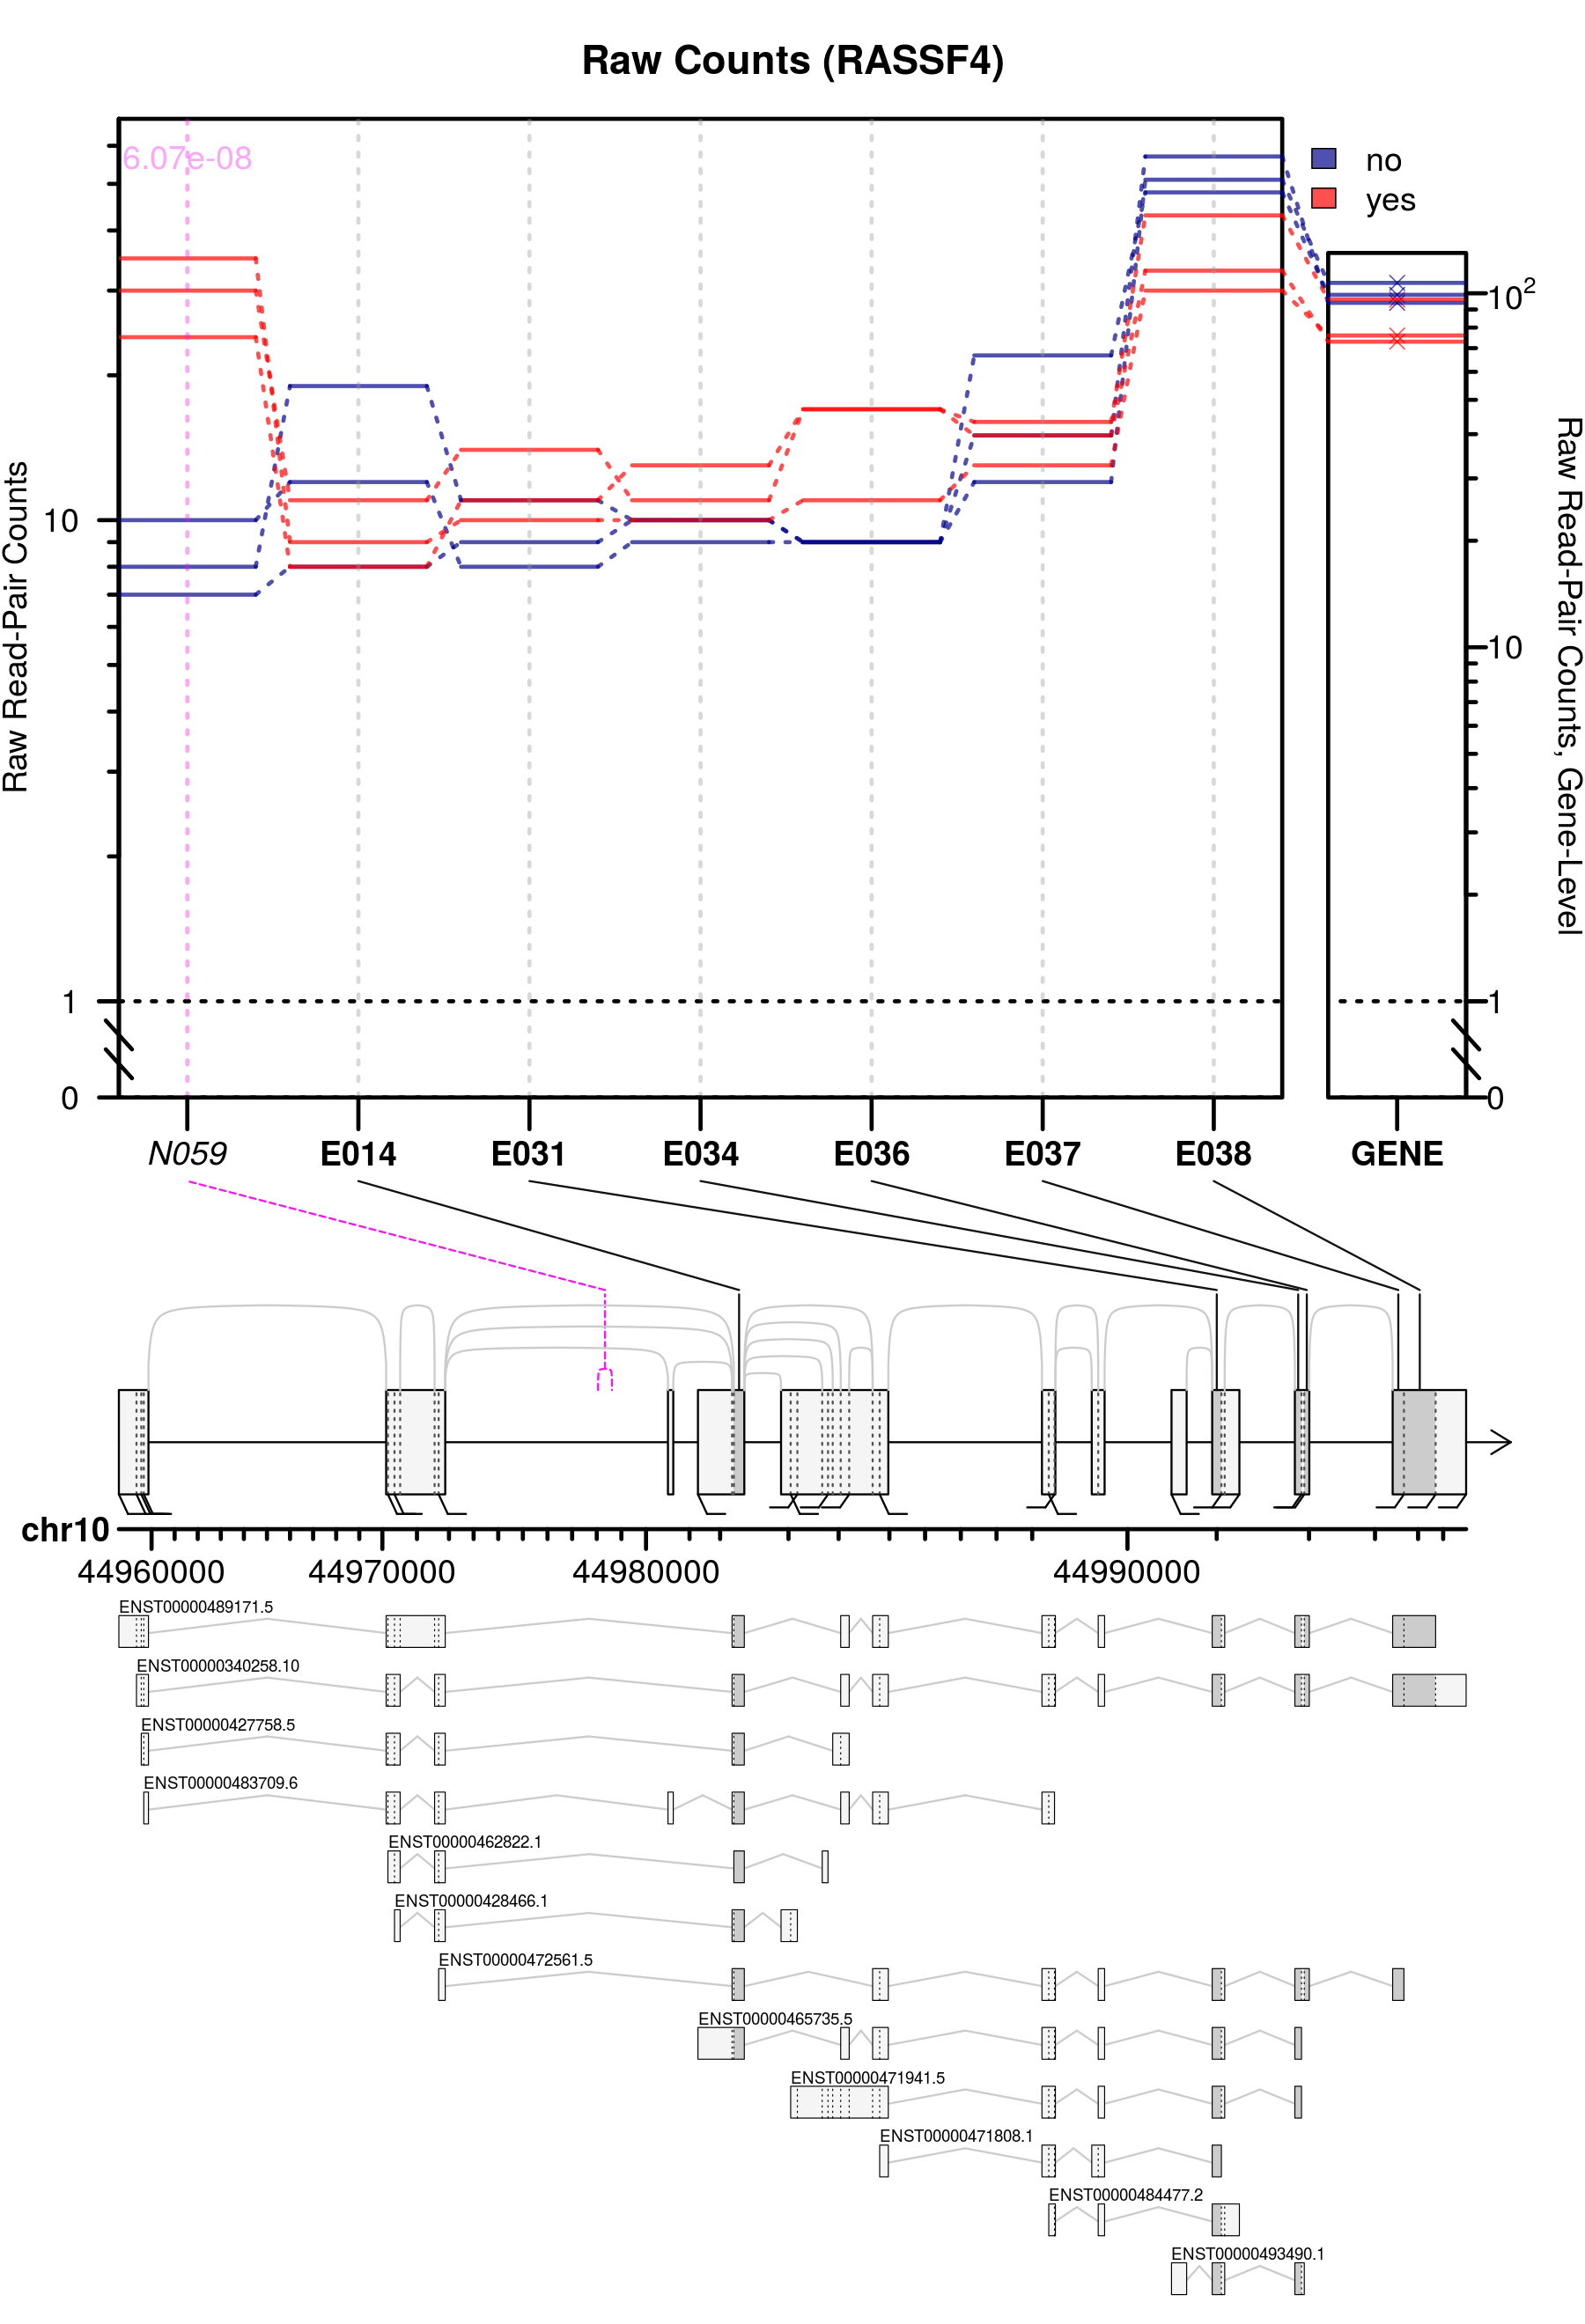 Raw Counts (RASSF4)
6.07e-08
no
yes
Raw Read-Pair Counts
10
1
0
10²
10
1
0
Raw Read-Pair Counts, Gene-Level
N059 E014 E031 E034 E036 E037 E038 GENE
chr10
44960000 44970000 44980000 44990000
ENST00000489171.5
ENST00000340258.10
ENST00000427758.5
ENST00000483709.6
ENST00000462822.1
ENST00000428466.1
ENST00000472561.5
ENST00000465735.5
ENST00000471941.5
ENST00000471808.1
ENST00000484477.2
ENST00000493490.1